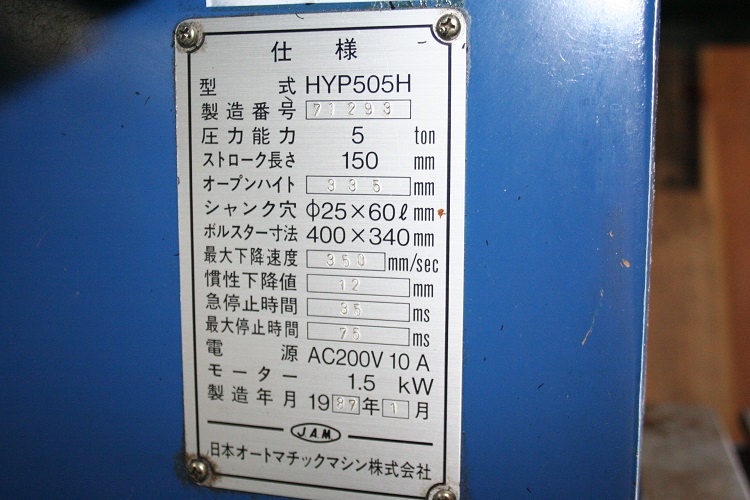 仕様
型式 HYP505H
製造番号 71293
圧力能力 5 ton
ストローク長さ 150 mm
オープンハイト 335 mm
シャンク穴 φ25×60ℓ mm
ボルスター寸法 400×340 mm
最大下降速度 350 mm/sec
慣性下降値 12 mm
急停止時間 35 ms
最大停止時間 75 ms
電源 AC200V 10 A
モーター 1.5 kW
製造年月 1987年1月
J.A.M
日本オートマチックマシン株式会社